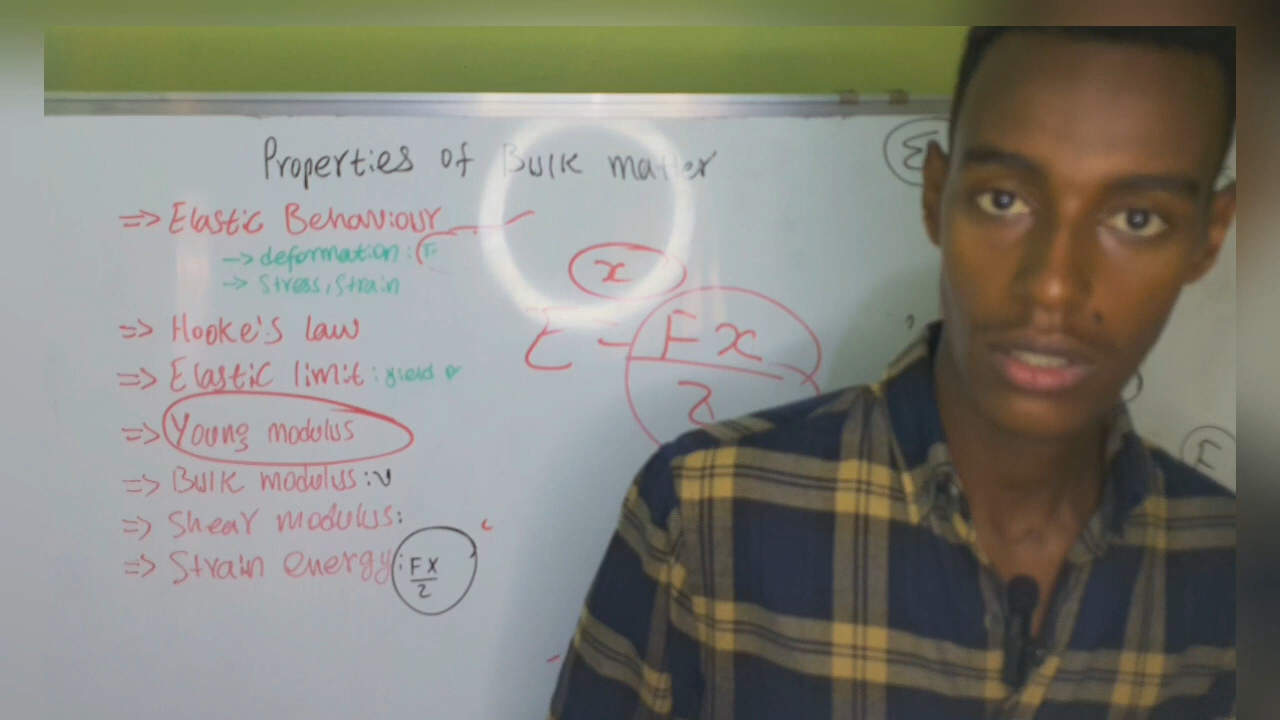 Properties of Bulk matter
=> Elastic Behaviour
-> deformation: F
-> Stress, Strain
=> Hooke's law
=> Elastic limit: yield p
=> Young modulus
=> Bulk modulus: v
=> Shear modulus:
=> Strain energy: FX
2
x
E = Fx
2
E
F